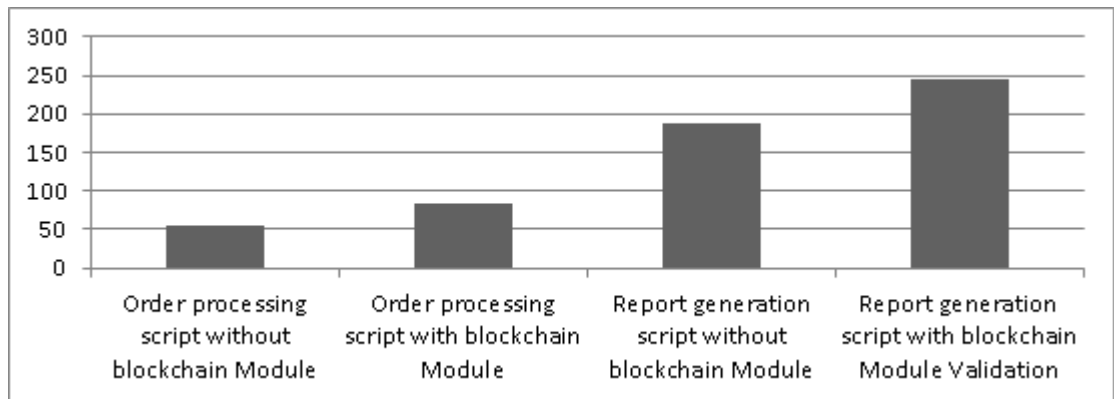 300
250
200
150
100
50
0
Order processing
script without
blockchain Module
Order processing
script with blockchain
Module
Report generation
script without
blockchain Module
Report generation
script with blockchain
Module Validation